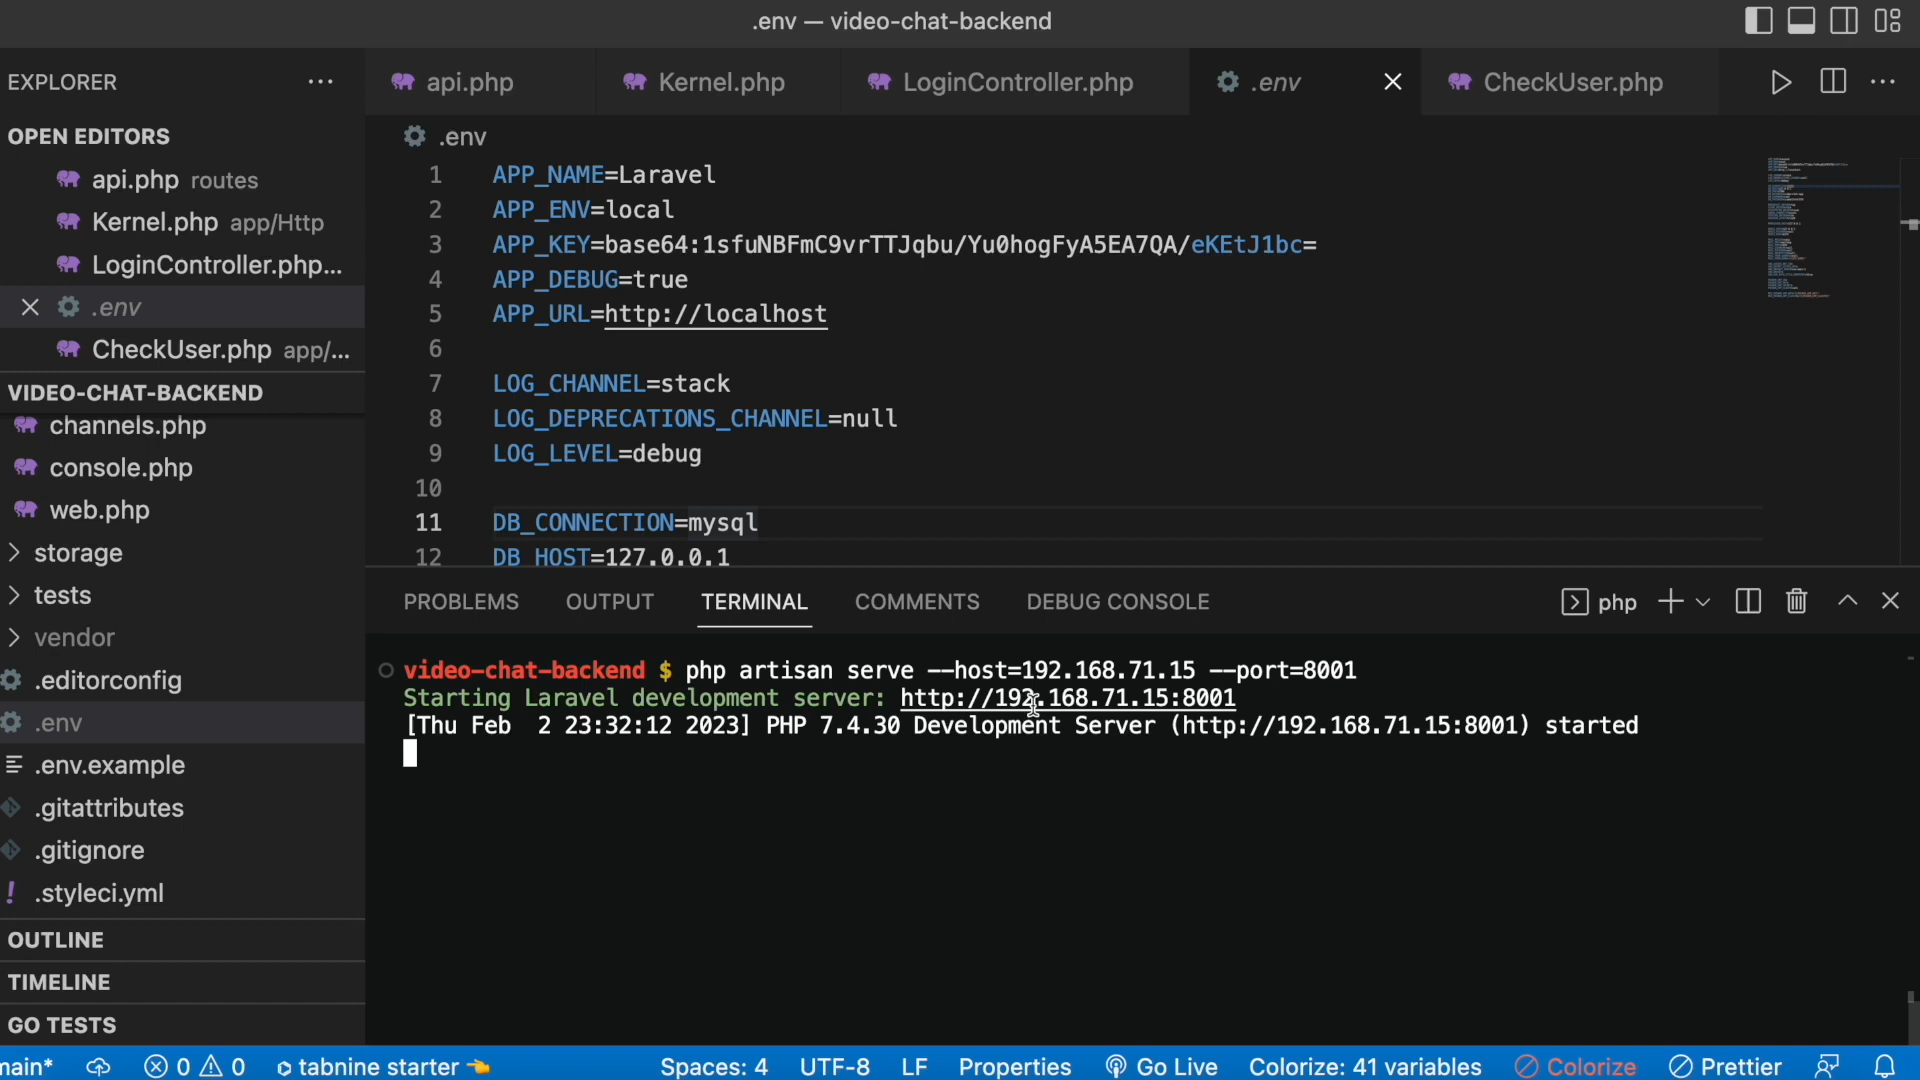 .env — video-chat-backend
EXPLORER
OPEN EDITORS
api.php routes
Kernel.php app/Http
LoginController.php...
.env
CheckUser.php app/...
VIDEO-CHAT-BACKEND
channels.php
console.php
web.php
storage
tests
vendor
.editorconfig
.env
.env.example
.gitattributes
.gitignore
.styleci.yml
OUTLINE
TIMELINE
GO TESTS
api.php
Kernel.php
LoginController.php
.env
CheckUser.php
.env
1 APP_NAME=Laravel
2 APP_ENV=local
3 APP_KEY=base64:1sfuNBFmC9vrTTJqbu/Yu0hogFyA5EA7QA/eKEtJ1bc=
4 APP_DEBUG=true
5 APP_URL=http://localhost
6
7 LOG_CHANNEL=stack
8 LOG_DEPRECATIONS_CHANNEL=null
9 LOG_LEVEL=debug
10
11 DB_CONNECTION=mysql
12 DB_HOST=127.0.0.1
PROBLEMS OUTPUT TERMINAL COMMENTS DEBUG CONSOLE
php
video-chat-backend $ php artisan serve --host=192.168.71.15 --port=8001
Starting Laravel development server: http://192.168.71.15:8001
[Thu Feb  2 23:32:12 2023] PHP 7.4.30 Development Server (http://192.168.71.15:8001) started
main* 0 0 tabnine starter Spaces: 4 UTF-8 LF Properties Go Live Colorize: 41 variables Colorize Prettier